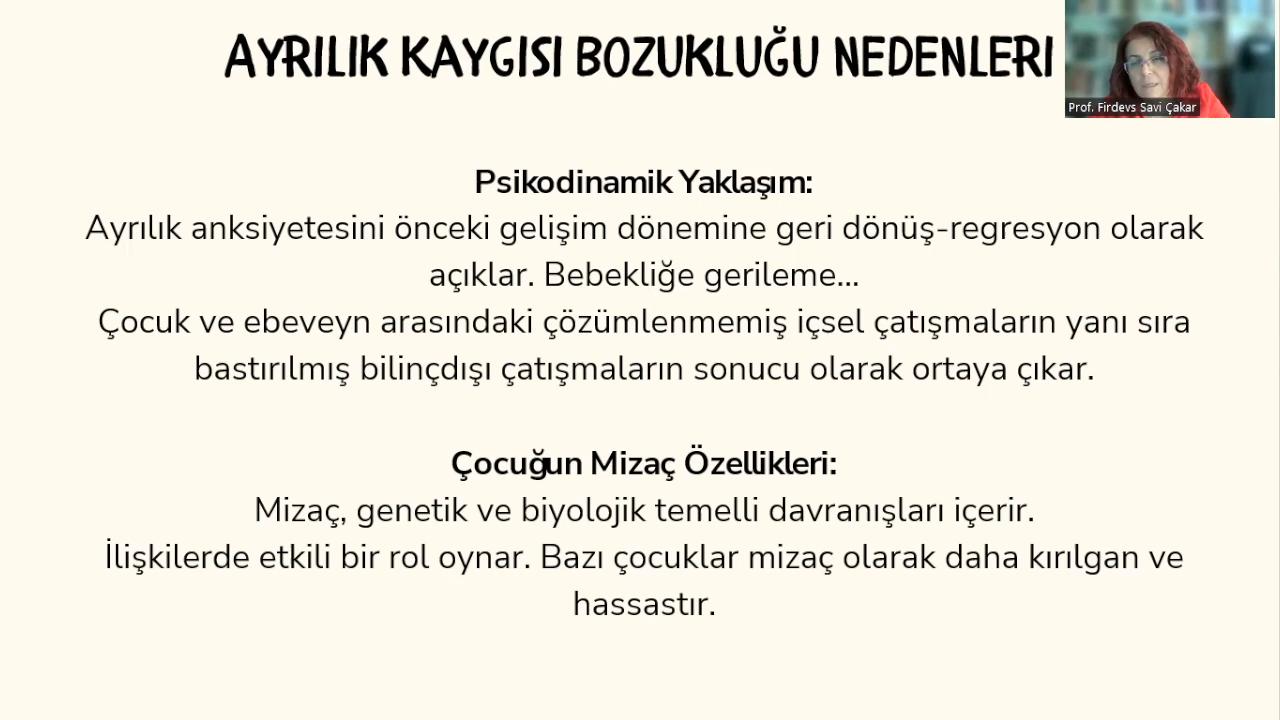 AYRILIK KAYGISI BOZUKLUĞU NEDENLERI
Prof. Firdevs Savi Çakar
Psikodinamik Yaklaşım:
Ayrılık anksiyetesini önceki gelişim dönemine geri dönüş-regresyon olarak
açıklar. Bebekliğe gerileme...
Çocuk ve ebeveyn arasındaki çözümlenmemiş içsel çatışmaların yanı sıra
bastırılmış bilinçdışı çatışmaların sonucu olarak ortaya çıkar.
Çocuğun Mizaç Özellikleri:
Mizaç, genetik ve biyolojik temelli davranışları içerir.
İlişkilerde etkili bir rol oynar. Bazı çocuklar mizaç olarak daha kırılgan ve
hassastır.